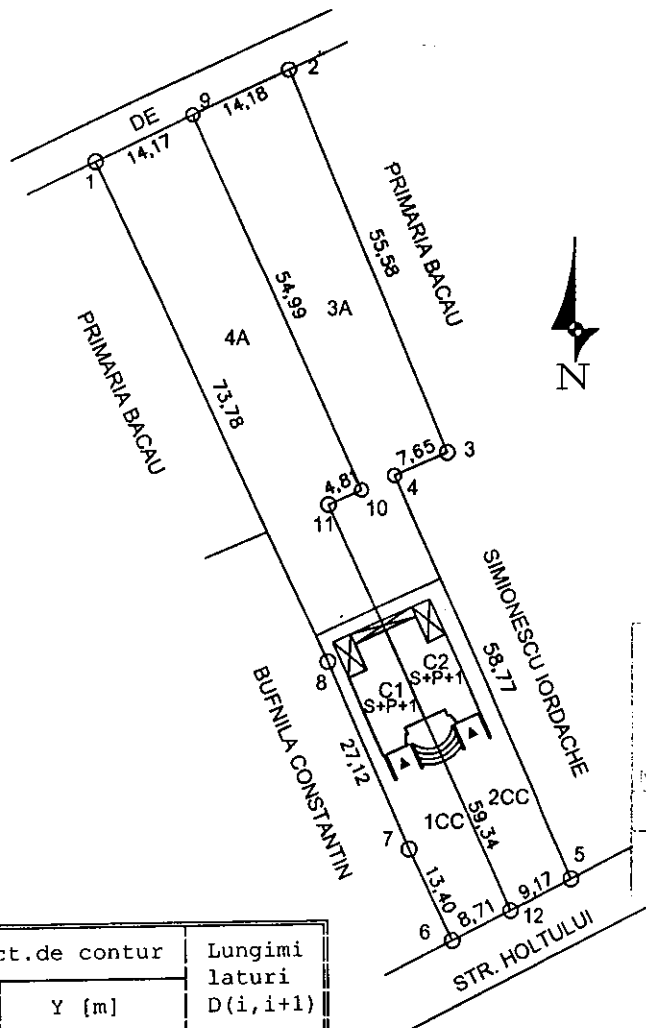 2
9
14,18
DE
14,17
1
PRIMARIA BACAU
55,58
54,99
3A
4A
PRIMARIA BACAU
73,78
N
3
7,65
4
4,81
10
11
SIMIONESCU IORDACHE
58,77
8
C2
S+P+1
C1
S+P+1
BUFNILA CONSTANTIN
27,12
2CC
59,34
1CC
7
13,40
5
9,17
12
8,71
6
STR. HOLTULUI
ct.de contur
Lungimi
laturi
D(i,i+1)
Y [m]